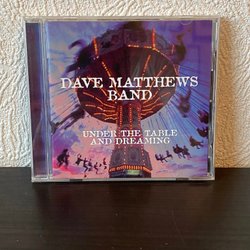 DAVE MATTHEWS
BAND
UNDER THE TABLE
AND DREAMING